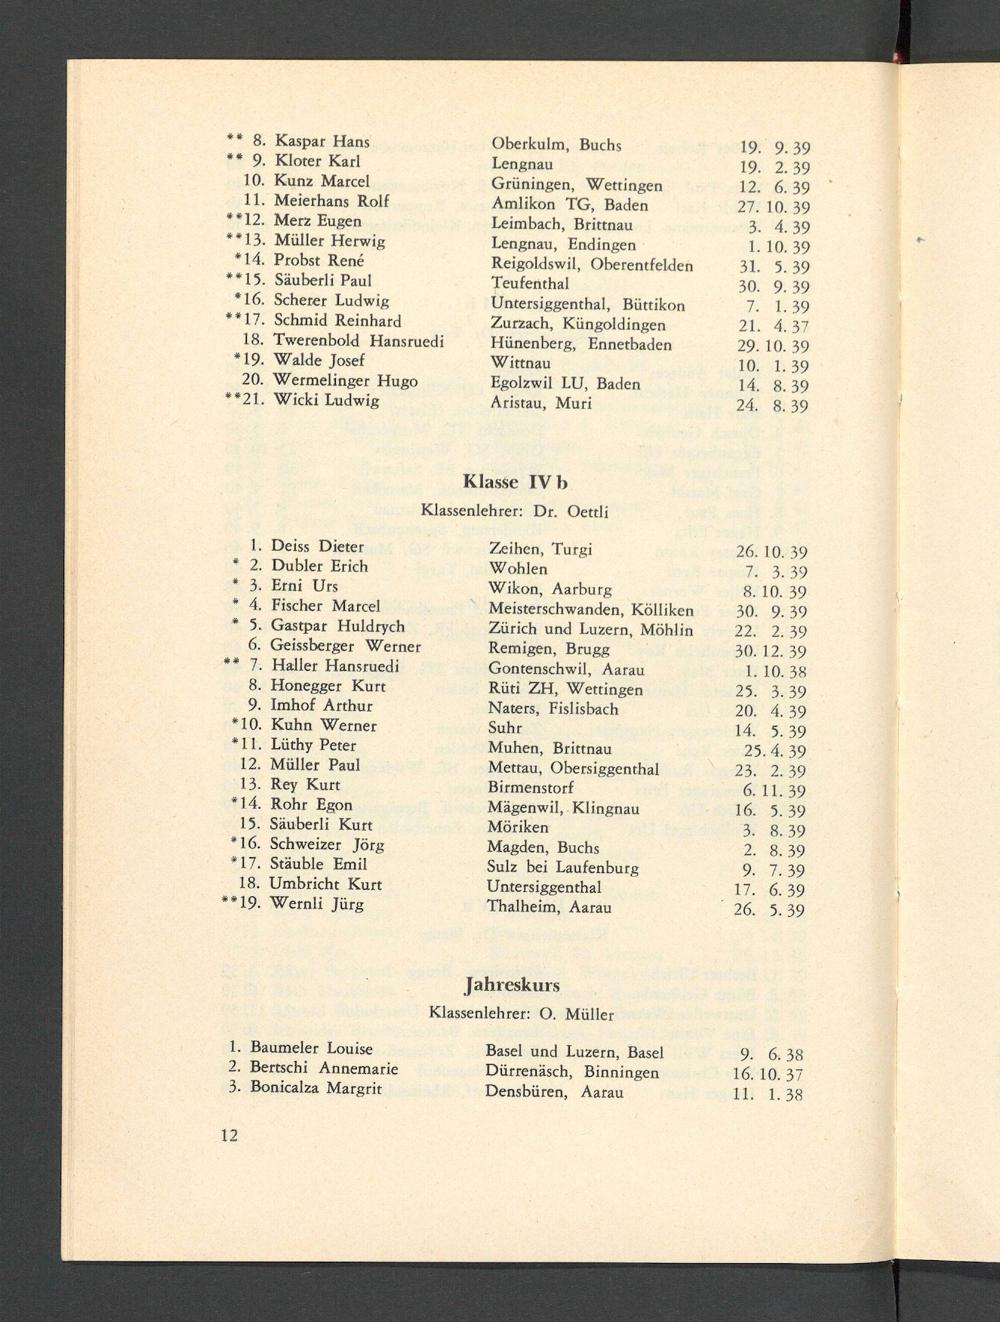 ** 8. Kaspar Hans Oberkulm, Buchs 19. 9. 39
** 9. Kloter Karl Lengnau 19. 2. 39
10. Kunz Marcel Grüningen, Wettingen 12. 6. 39
11. Meierhans Rolf Amlikon TG, Baden 27. 10. 39
**12. Merz Eugen Leimbach, Brittnau 3. 4. 39
**13. Müller Herwig Lengnau, Endingen 1. 10. 39
*14. Probst René Reigoldswil, Oberentfelden 31. 5. 39
**15. Säuberli Paul Teufenthal 30. 9. 39
*16. Scherer Ludwig Untersiggenthal, Büttikon 7. 1. 39
**17. Schmid Reinhard Zurzach, Küngoldingen 21. 4. 37
18. Twerenbold Hansruedi Hünenberg, Ennetbaden 29. 10. 39
*19. Walde Josef Wittnau 10. 1. 39
20. Wermelinger Hugo Egolzwil LU, Baden 14. 8. 39
**21. Wicki Ludwig Aristau, Muri 24. 8. 39
Klasse IV b
Klassenlehrer: Dr. Oettli
1. Deiss Dieter Zeihen, Turgi 26. 10. 39
* 2. Dubler Erich Wohlen 7. 3. 39
* 3. Erni Urs Wikon, Aarburg 8. 10. 39
* 4. Fischer Marcel Meisterschwanden, Kölliken 30. 9. 39
* 5. Gastpar Huldrych Zürich und Luzern, Möhlin 22. 2. 39
6. Geissberger Werner Remigen, Brugg 30. 12. 39
** 7. Haller Hansruedi Gontenschwil, Aarau 1. 10. 38
8. Honegger Kurt Rüti ZH, Wettingen 25. 3. 39
9. Imhof Arthur Naters, Fislisbach 20. 4. 39
*10. Kuhn Werner Suhr 14. 5. 39
*11. Lüthy Peter Muhen, Brittnau 25. 4. 39
12. Müller Paul Mettau, Obersiggenthal 23. 2. 39
13. Rey Kurt Birmenstorf 6. 11. 39
*14. Rohr Egon Mägenwil, Klingnau 16. 5. 39
15. Säuberli Kurt Möriken 3. 8. 39
*16. Schweizer Jörg Magden, Buchs 2. 8. 39
*17. Stäuble Emil Sulz bei Laufenburg 9. 7. 39
18. Umbricht Kurt Untersiggenthal 17. 6. 39
**19. Wernli Jürg Thalheim, Aarau 26. 5. 39
Jahreskurs
Klassenlehrer: O. Müller
1. Baumeler Louise Basel und Luzern, Basel 9. 6. 38
2. Bertschi Annemarie Dürrenäsch, Binningen 16. 10. 37
3. Bonicalza Margrit Densbüren, Aarau 11. 1. 38
12